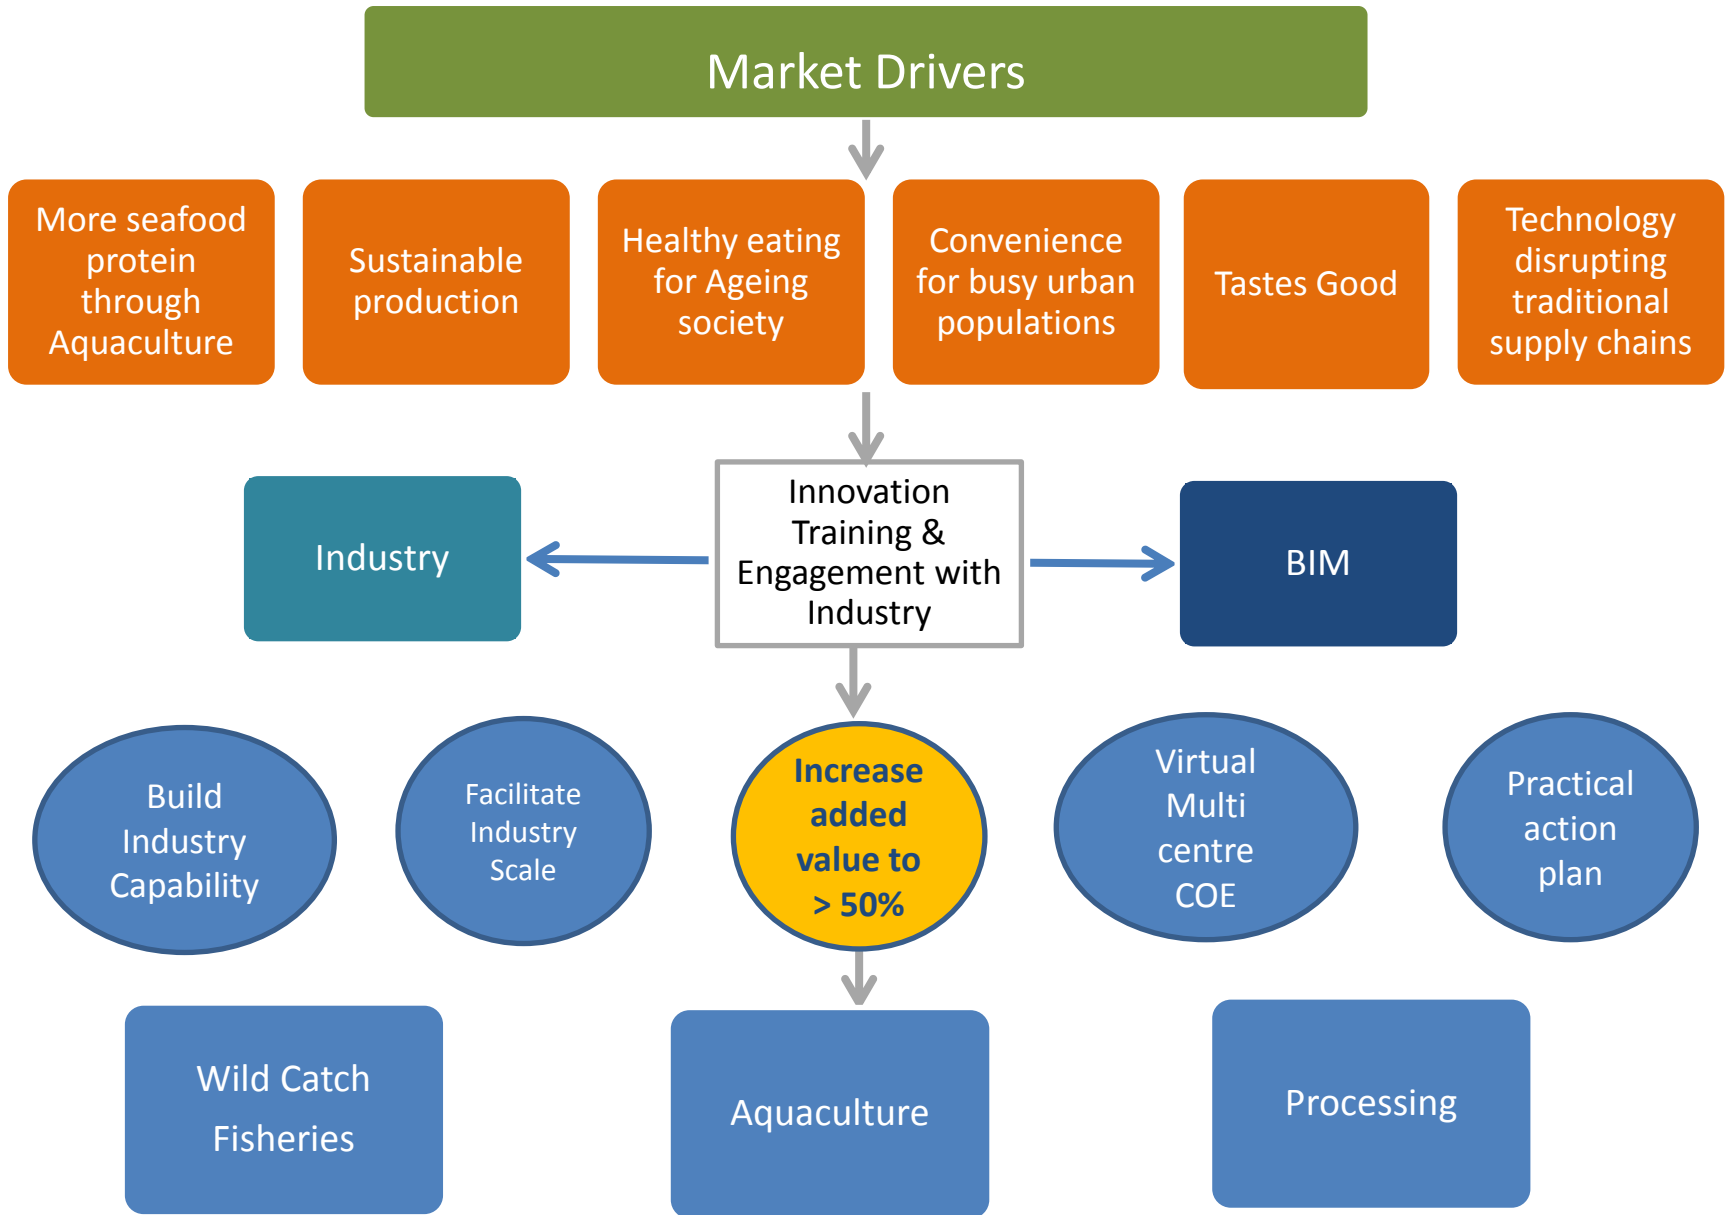 Market Drivers
More seafood
protein
through
Aquaculture
Sustainable
production
Healthy eating
for Ageing
society
Convenience
for busy urban
populations
Tastes Good
Technology
disrupting
traditional
supply chains
Industry
Innovation
Training &
Engagement with
Industry
BIM
Build
Industry
Capability
Facilitate
Industry
Scale
Increase
added
value to
> 50%
Virtual
Multi
centre
COE
Practical
action
plan
Wild Catch
Fisheries
Aquaculture
Processing